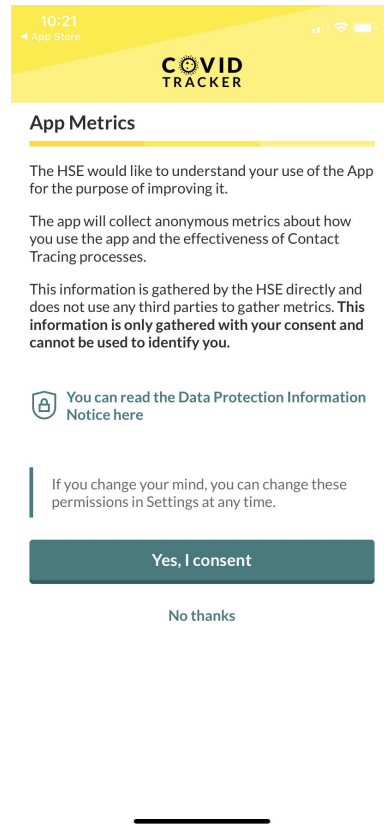 10:21
◀ App Store
COVID
TRACKER
App Metrics
The HSE would like to understand your use of the App
for the purpose of improving it.
The app will collect anonymous metrics about how
you use the app and the effectiveness of Contact
Tracing processes.
This information is gathered by the HSE directly and
does not use any third parties to gather metrics. This
information is only gathered with your consent and
cannot be used to identify you.
You can read the Data Protection Information
Notice here
If you change your mind, you can change these
permissions in Settings at any time.
Yes, I consent
No thanks